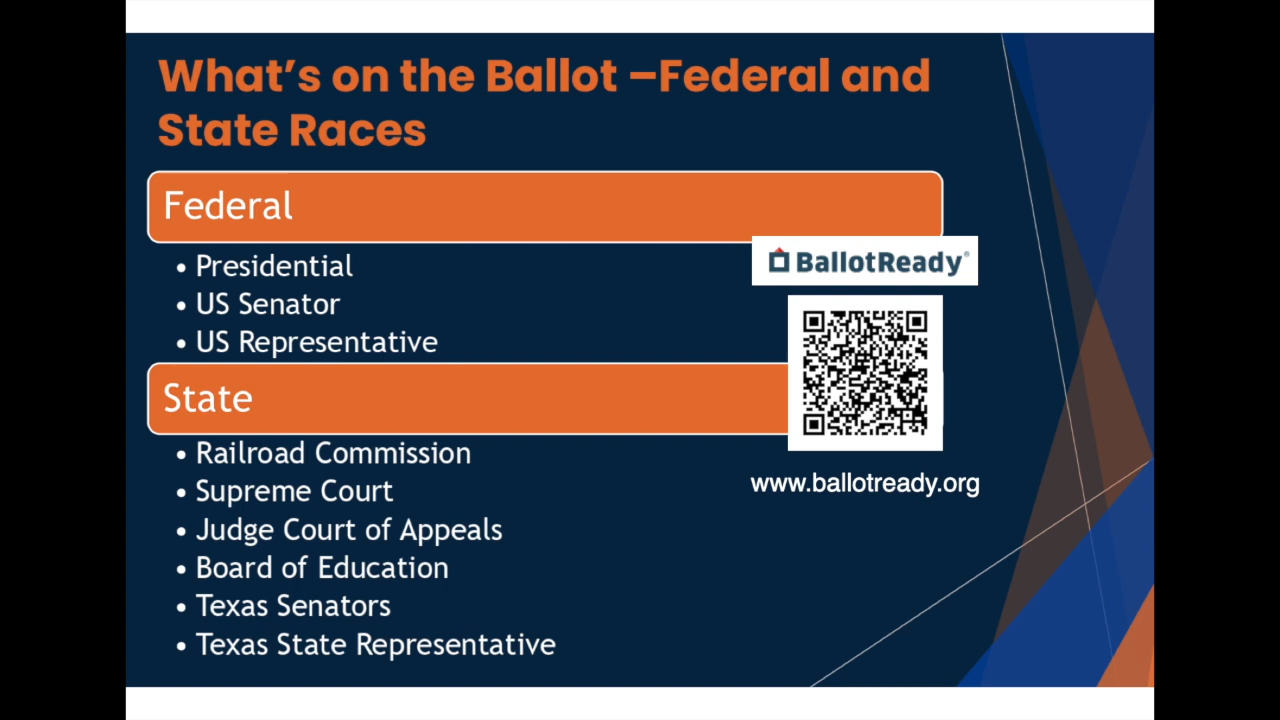 What's on the Ballot –Federal and
State Races
Federal
• Presidential
• US Senator
• US Representative
State
• Railroad Commission
• Supreme Court
• Judge Court of Appeals
• Board of Education
• Texas Senators
• Texas State Representative
BallotReady®
www.ballotready.org